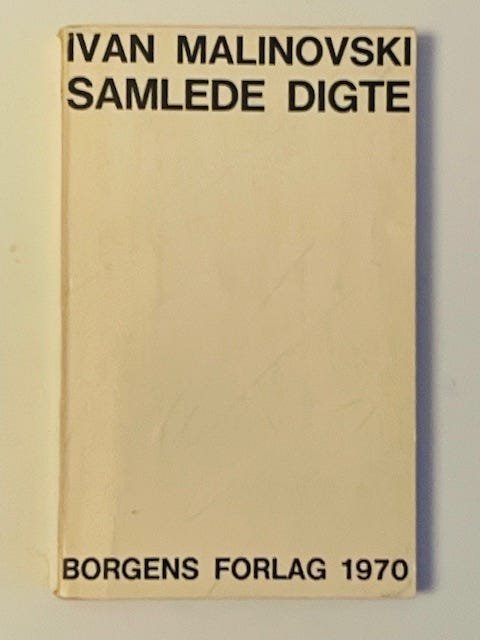 IVAN MALINOVSKI
SAMLEDE DIGTE
BORGENS FORLAG 1970